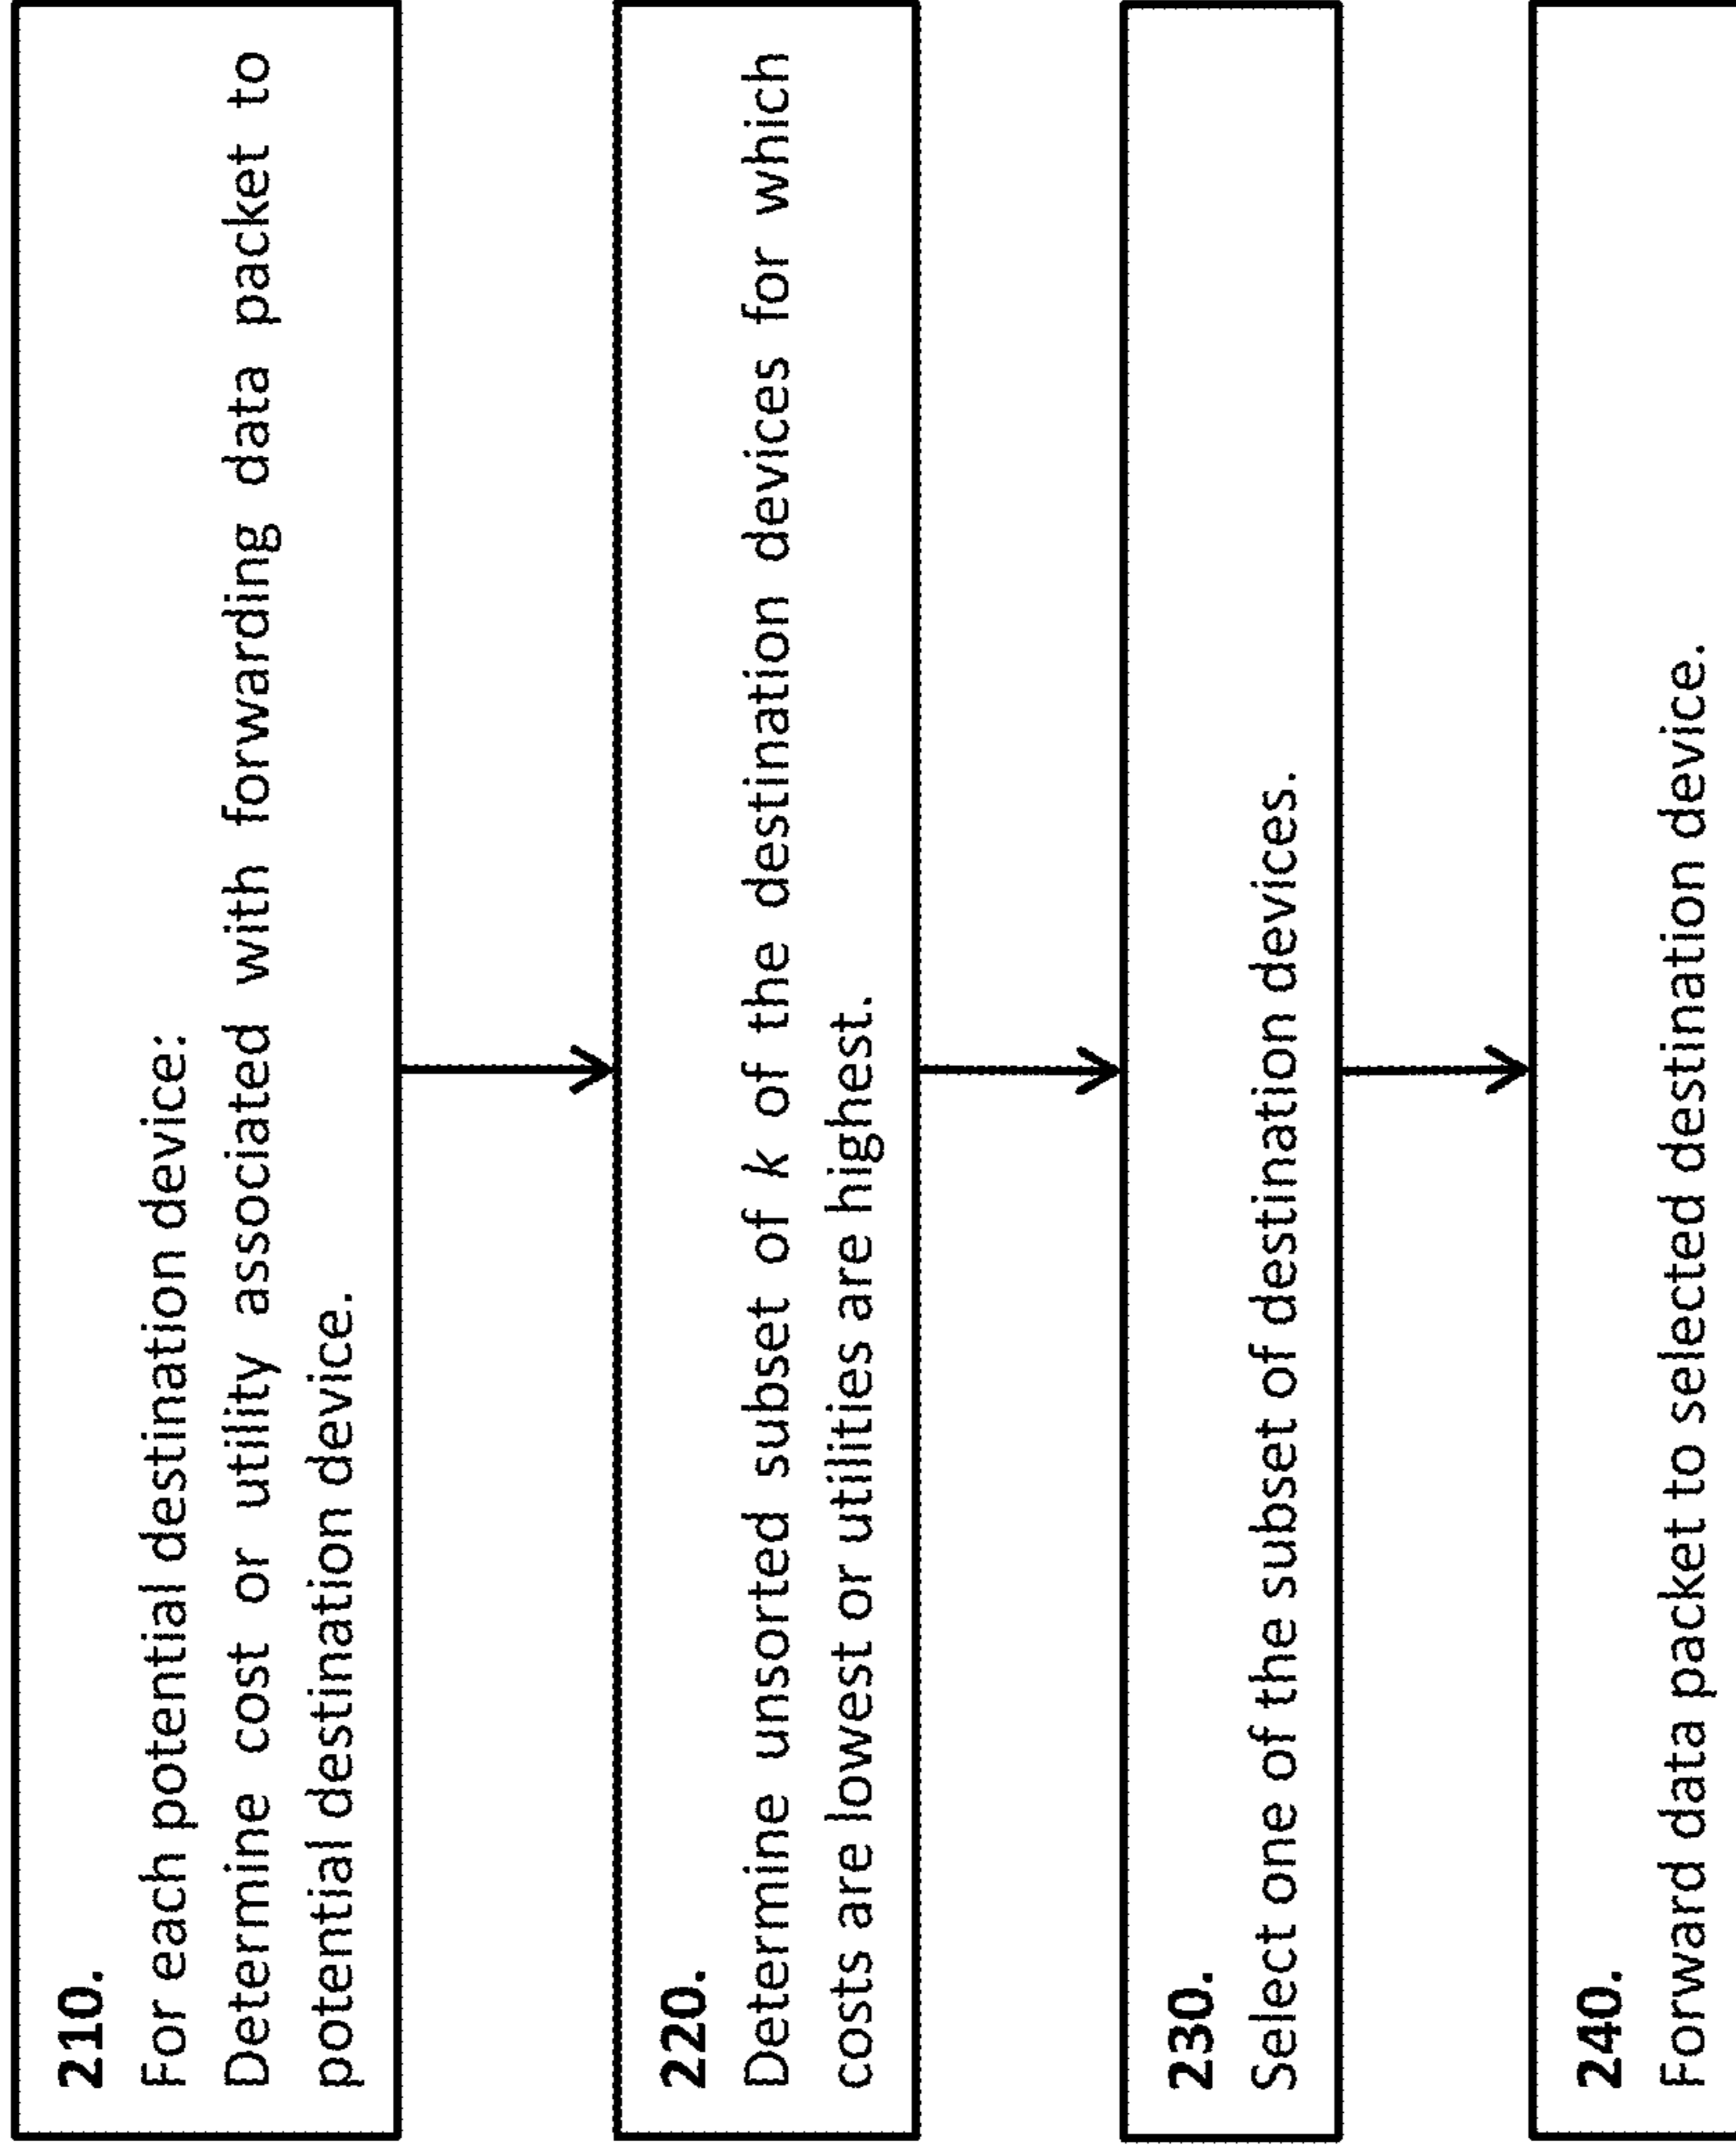 210.
For each potential destination device:
Determine cost or utility associated with forwarding data packet to
potential destination device.
220.
Determine unsorted subset of k of the destination devices for which
costs are lowest or utilities are highest.
230.
Select one of the subset of destination devices.
240.
Forward data packet to selected destination device.